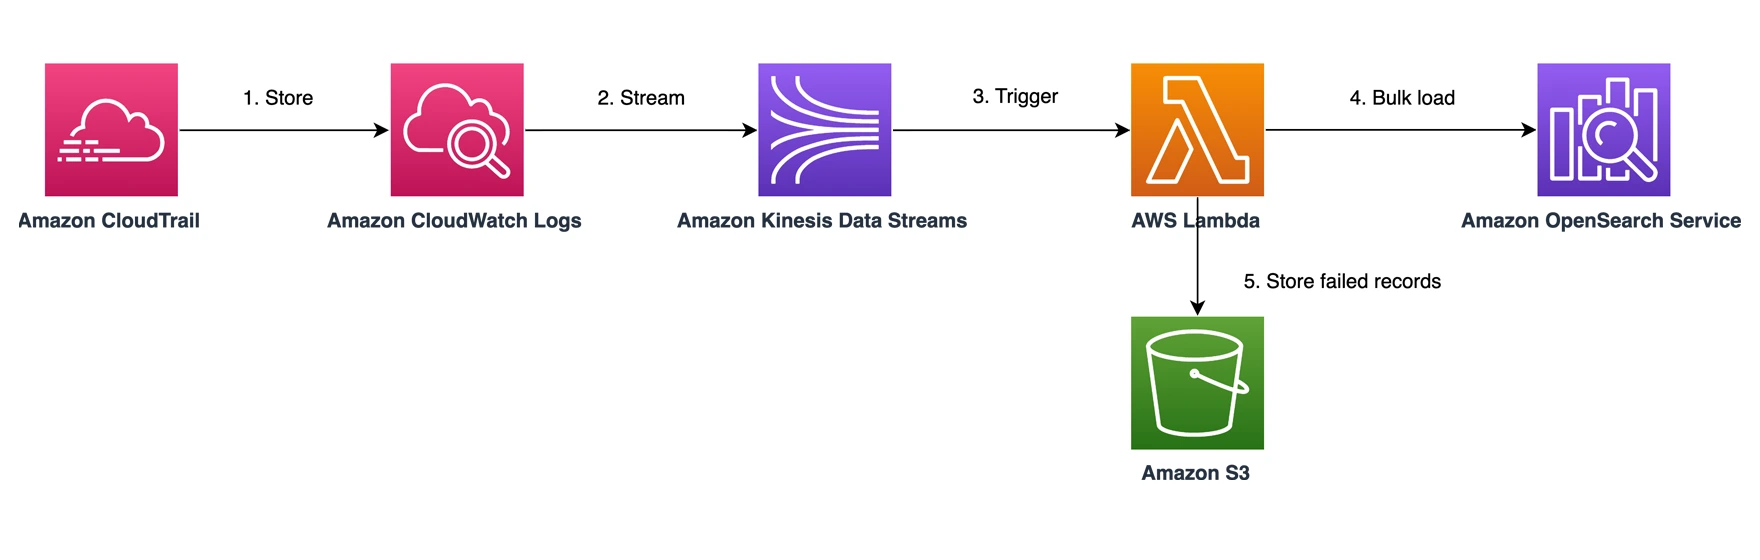 1. Store
2. Stream
3. Trigger
4. Bulk load
Amazon CloudTrail
Amazon CloudWatch Logs
Amazon Kinesis Data Streams
AWS Lambda
Amazon OpenSearch Service
5. Store failed records
Amazon S3